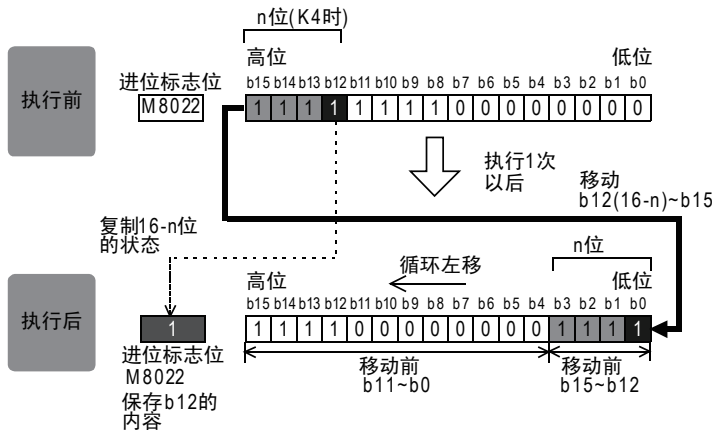 n位(K4时)
高位 低位
进位标志位
b15 b14 b13 b12 b11 b10 b9 b8 b7 b6 b5 b4 b3 b2 b1 b0
执行前
M8022
1 1 1 1 1 1 1 1 0 0 0 0 0 0 0 0
执行1次
以后
移动
b12(16-n)~b15
复制16-n位
的状态
n位
循环左移
高位 低位
b15 b14 b13 b12 b11 b10 b9 b8 b7 b6 b5 b4 b3 b2 b1 b0
执行后
1
1 1 1 1 0 0 0 0 0 0 0 0 1 1 1 1
进位标志位
M8022
保存b12的
内容
移动前
b11~b0
移动前
b15~b12